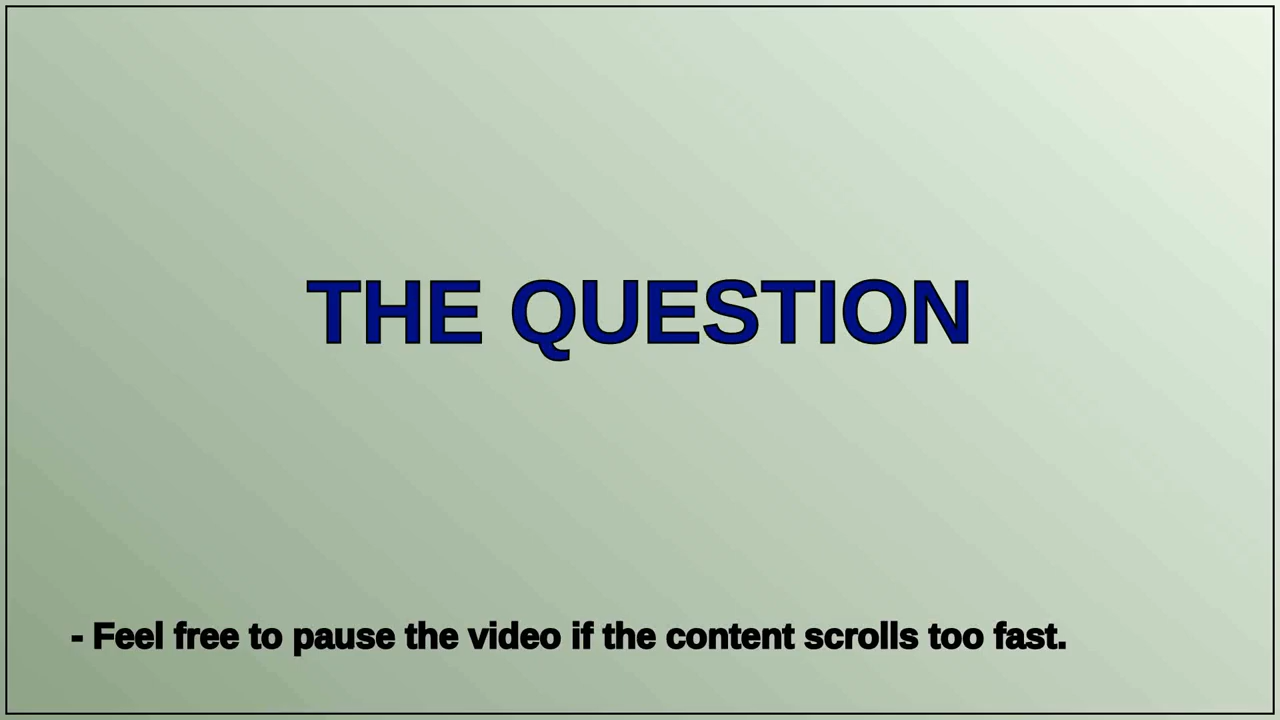 THE QUESTION
- Feel free to pause the video if the content scrolls too fast.